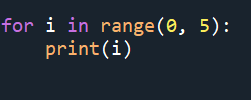 for i in range(0, 5):
    print(i)